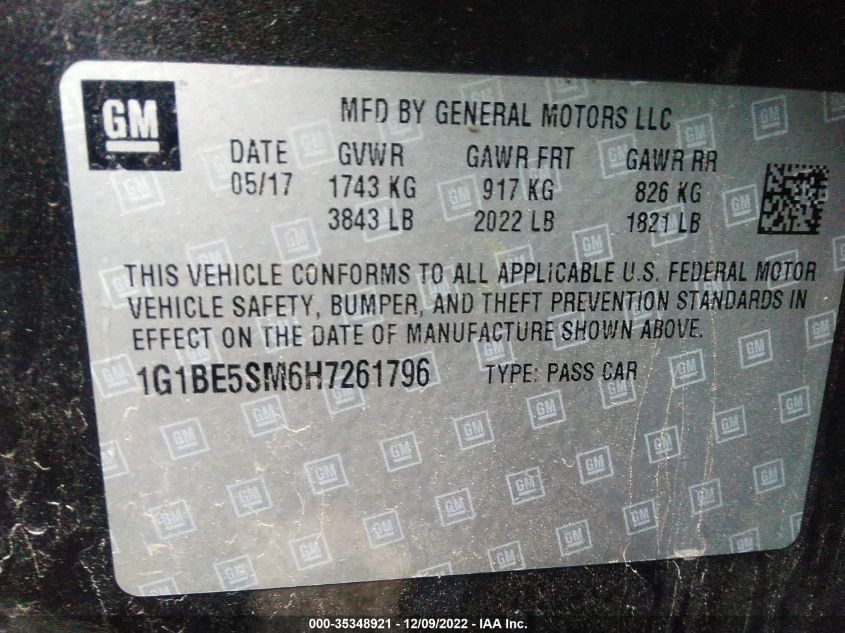 GM
MFD BY GENERAL MOTORS LLC
DATE GVWR GAWR FRT GAWR RR
05/17 1743 KG 917 KG 826 KG
3843 LB 2022 LB 1821 LB
THIS VEHICLE CONFORMS TO ALL APPLICABLE U.S. FEDERAL MOTOR
VEHICLE SAFETY, BUMPER, AND THEFT PREVENTION STANDARDS IN
EFFECT ON THE DATE OF MANUFACTURE SHOWN ABOVE.
1G1BE5SM6H7261796 TYPE: PASS CAR
000-35348921 - 12/09/2022 - IAA Inc.